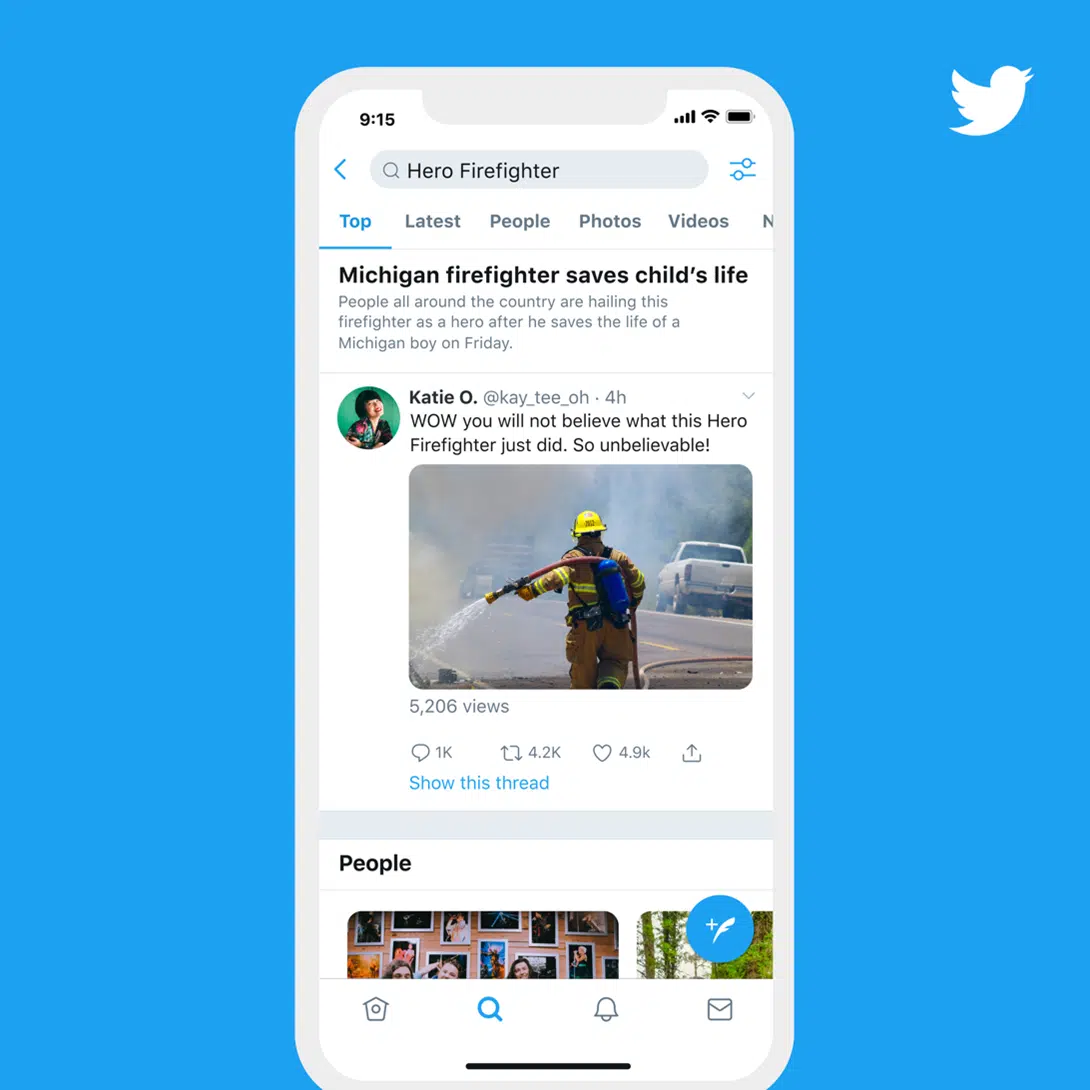 9:15
Hero Firefighter
Top Latest People Photos Videos N
Michigan firefighter saves child’s life
People all around the country are hailing this
firefighter as a hero after he saves the life of a
Michigan boy on Friday.
Katie O. @kay_tee_oh · 4h
WOW you will not believe what this Hero
Firefighter just did. So unbelievable!
5,206 views
1K 4.2K 4.9k
Show this thread
People